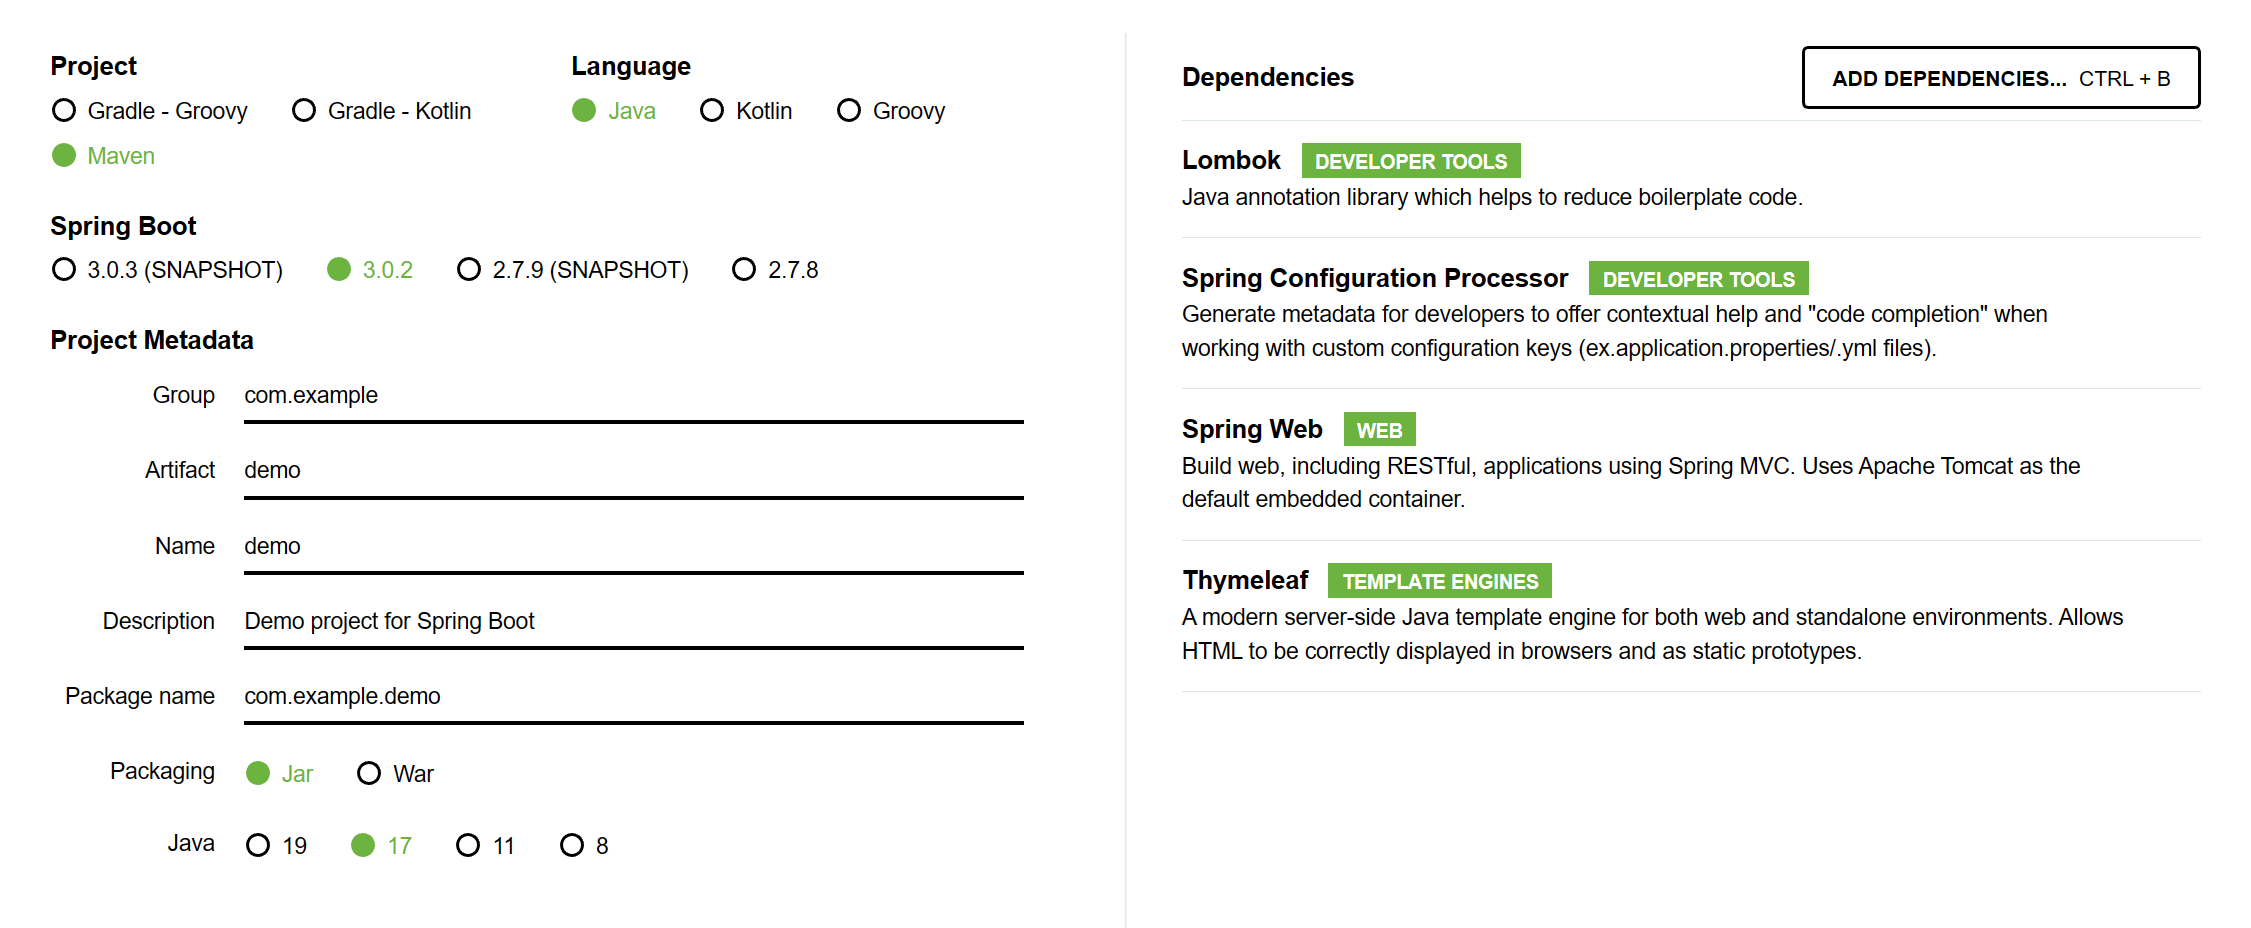 Project
Gradle - Groovy Gradle - Kotlin
Maven
Language
Java Kotlin Groovy
Spring Boot
3.0.3 (SNAPSHOT) 3.0.2 2.7.9 (SNAPSHOT) 2.7.8
Project Metadata
Group com.example
Artifact demo
Name demo
Description Demo project for Spring Boot
Package name com.example.demo
Packaging Jar War
Java 19 17 11 8
Dependencies ADD DEPENDENCIES... CTRL + B
Lombok DEVELOPER TOOLS
Java annotation library which helps to reduce boilerplate code.
Spring Configuration Processor DEVELOPER TOOLS
Generate metadata for developers to offer contextual help and "code completion" when
working with custom configuration keys (ex.application.properties/.yml files).
Spring Web WEB
Build web, including RESTful, applications using Spring MVC. Uses Apache Tomcat as the
default embedded container.
Thymeleaf TEMPLATE ENGINES
A modern server-side Java template engine for both web and standalone environments. Allows
HTML to be correctly displayed in browsers and as static prototypes.